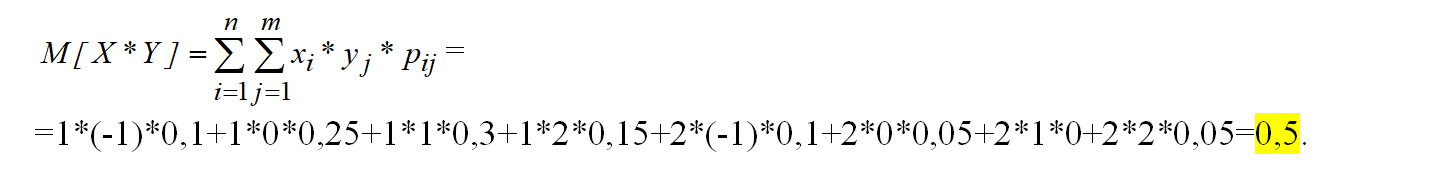 n m
M[X*Y]=∑∑x_i*y_j*p_ij=
i=1 j=1
=1*(-1)*0,1+1*0*0,25+1*1*0,3+1*2*0,15+2*(-1)*0,1+2*0*0,05+2*1*0+2*2*0,05=0,5.